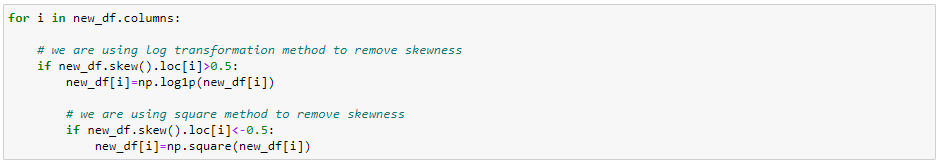 for i in new_df.columns:
    # we are using log transformation method to remove skewness
    if new_df.skew().loc[i]>0.5:
        new_df[i]=np.log1p(new_df[i])
        # we are using square method to remove skewness
        if new_df.skew().loc[i]<-0.5:
            new_df[i]=np.square(new_df[i])